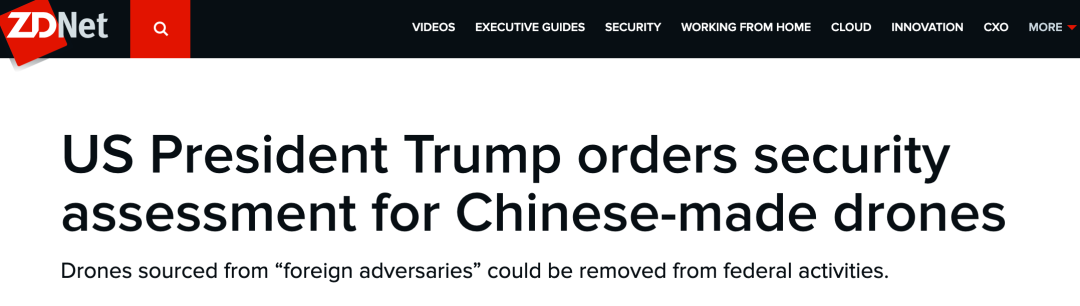 ZDNet
VIDEOS EXECUTIVE GUIDES SECURITY WORKING FROM HOME CLOUD INNOVATION CXO MORE
US President Trump orders security
assessment for Chinese-made drones
Drones sourced from “foreign adversaries” could be removed from federal activities.